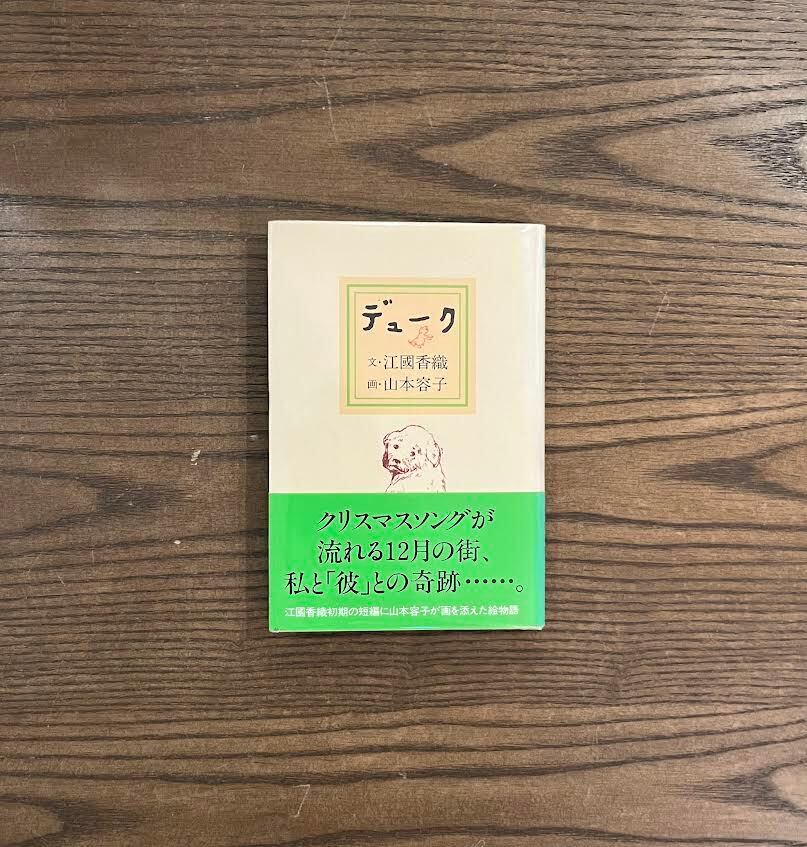 デューク
文・江國香織
画・山本容子
クリスマスソングが
流れる12月の街、
私と「彼」との奇跡……。
江國香織初期の短編に山本容子が画を添えた絵物語